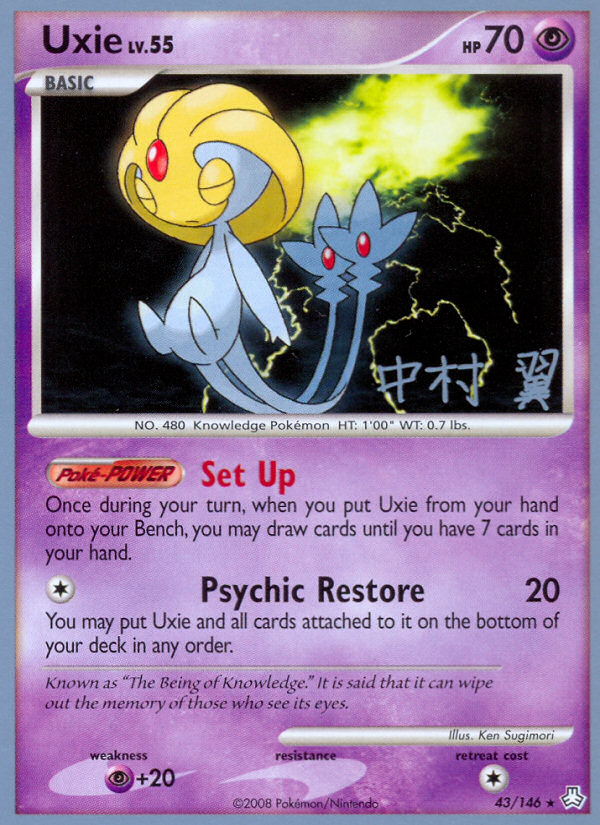 Uxie LV.55
HP 70
BASIC
中村 翼
NO. 480 Knowledge Pokémon HT: 1'00" WT: 0.7 lbs.
Poké-POWER Set Up
Once during your turn, when you put Uxie from your hand
onto your Bench, you may draw cards until you have 7 cards in
your hand.
Psychic Restore 20
You may put Uxie and all cards attached to it on the bottom of
your deck in any order.
Known as “The Being of Knowledge.” It is said that it can wipe
out the memory of those who see its eyes.
Illus. Ken Sugimori
weakness resistance retreat cost
+20
©2008 Pokémon/Nintendo 43/146 ★